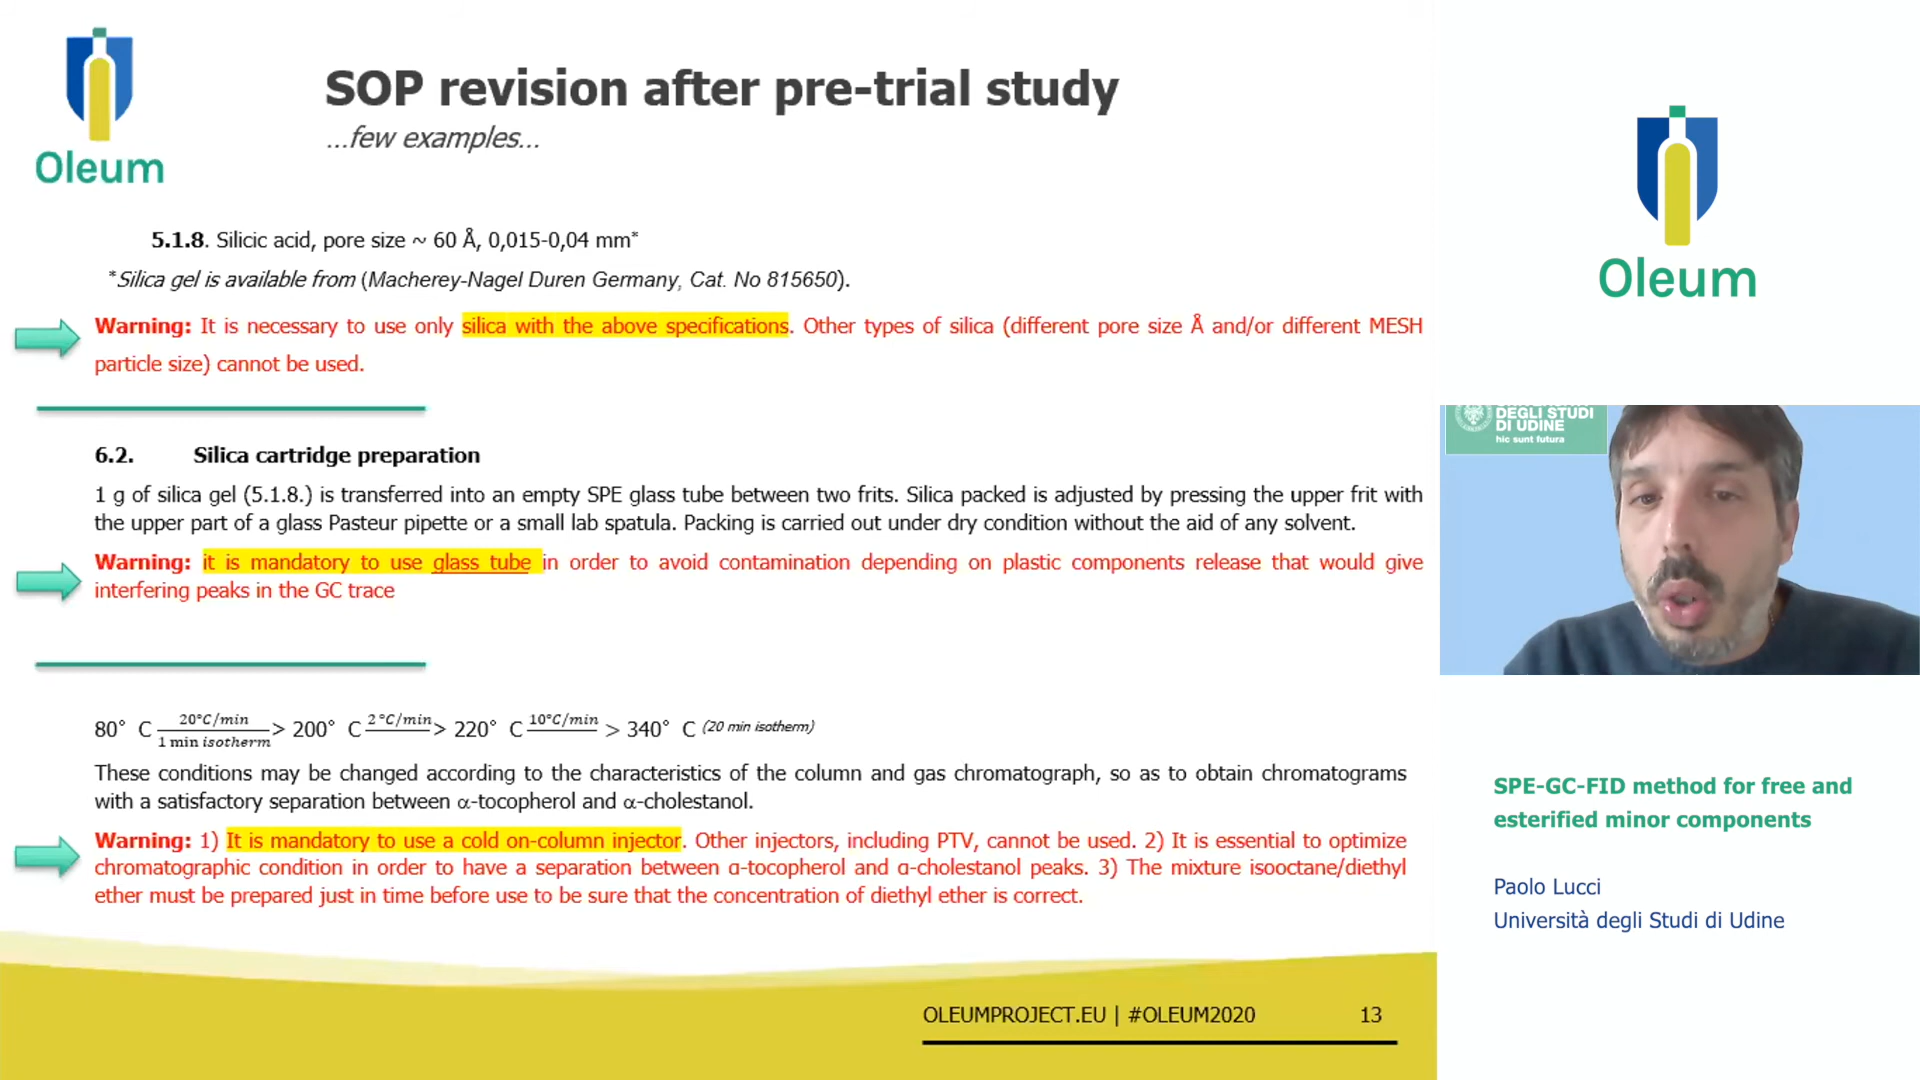 Oleum
SOP revision after pre-trial study
...few examples...
5.1.8. Silicic acid, pore size ~ 60 Å, 0,015-0,04 mm*
*Silica gel is available from (Macherey-Nagel Duren Germany, Cat. No 815650).
Warning: It is necessary to use only silica with the above specifications. Other types of silica (different pore size Å and/or different MESH
particle size) cannot be used.
6.2. Silica cartridge preparation
1 g of silica gel (5.1.8.) is transferred into an empty SPE glass tube between two frits. Silica packed is adjusted by pressing the upper frit with
the upper part of a glass Pasteur pipette or a small lab spatula. Packing is carried out under dry condition without the aid of any solvent.
Warning: it is mandatory to use glass tube in order to avoid contamination depending on plastic components release that would give
interfering peaks in the GC trace
80° C 20°C/min 1 min isotherm > 200° C 2 °C/min > 220° C 10°C/min > 340° C (20 min isotherm)
These conditions may be changed according to the characteristics of the column and gas chromatograph, so as to obtain chromatograms
with a satisfactory separation between α-tocopherol and α-cholestanol.
Warning: 1) It is mandatory to use a cold on-column injector. Other injectors, including PTV, cannot be used. 2) It is essential to optimize
chromatographic condition in order to have a separation between α-tocopherol and α-cholestanol peaks. 3) The mixture isooctane/diethyl
ether must be prepared just in time before use to be sure that the concentration of diethyl ether is correct.
OLEUMPROJECT.EU | #OLEUM2020 13
Oleum
DEGLI STUDI
DI UDINE
hic sunt futura
SPE-GC-FID method for free and
esterified minor components
Paolo Lucci
Università degli Studi di Udine